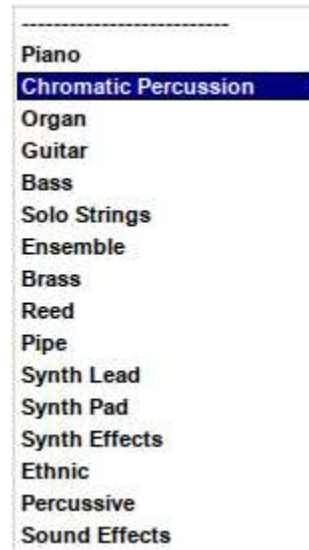 --------------------------
Piano
Chromatic Percussion
Organ
Guitar
Bass
Solo Strings
Ensemble
Brass
Reed
Pipe
Synth Lead
Synth Pad
Synth Effects
Ethnic
Percussive
Sound Effects